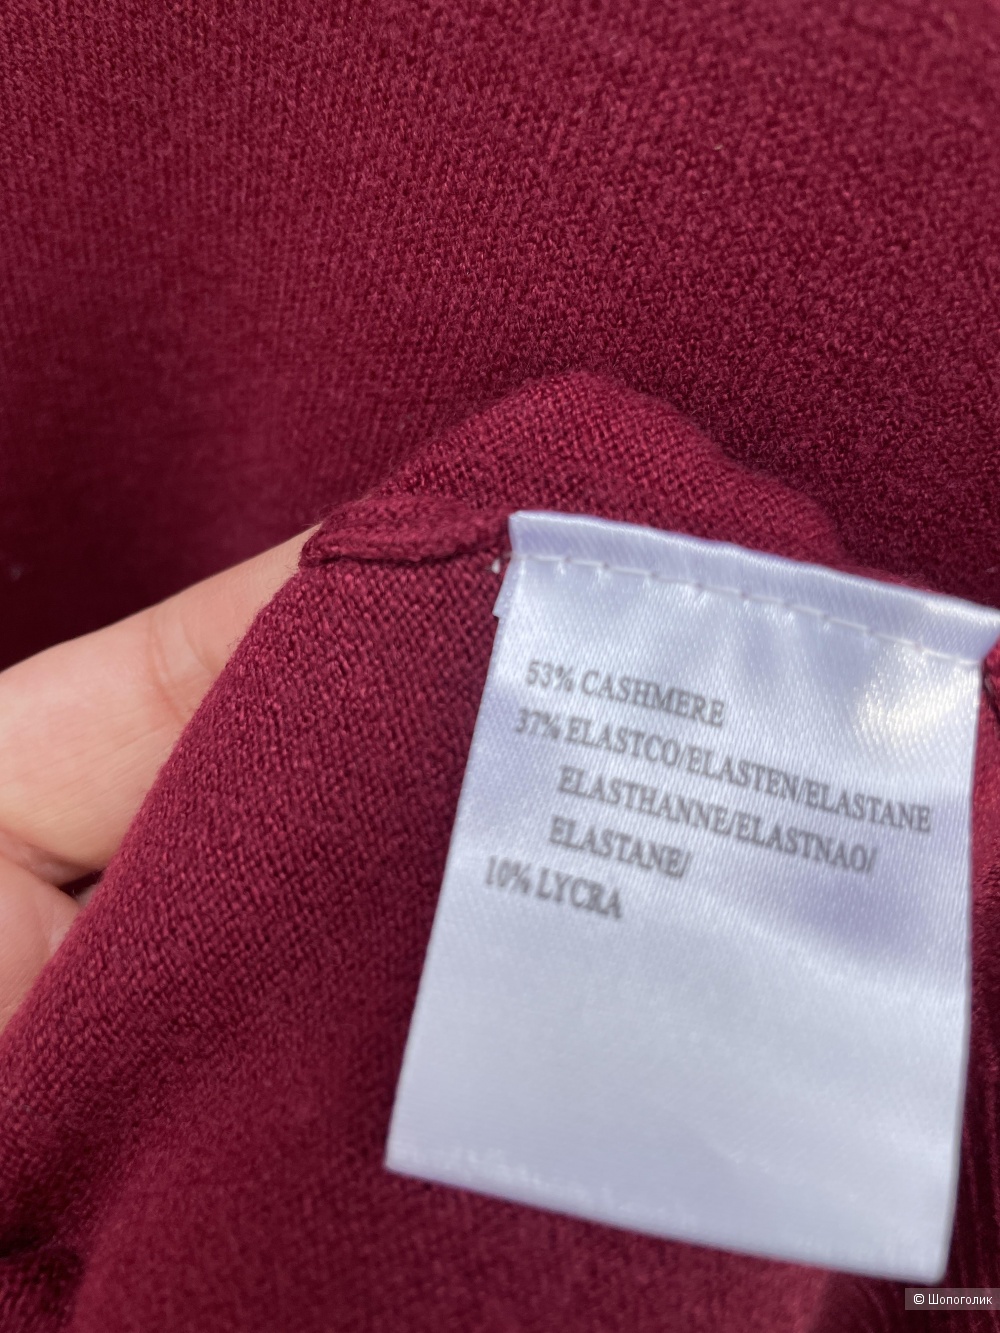 53% CASHMERE
37% ELASTCO/ELASTEN/ELASTANE
ELASTHANNE/ELASTNAO/
ELASTANE/
10% LYCRA
© Шопоголик